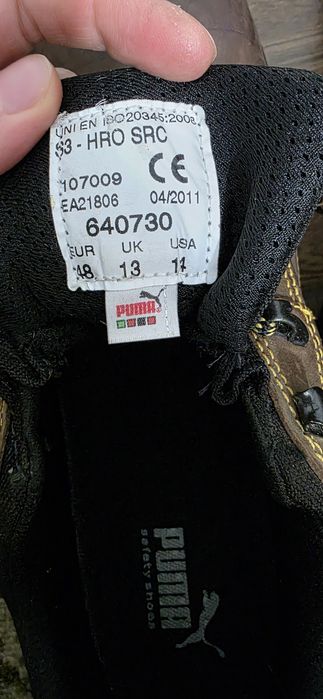 UNI EN ISO20345:2008
S3 - HRO SRC
107009 CE
EA21806 04/2011
640730
EUR UK USA
48 13 14
PUMA
PUMA
safety shoes